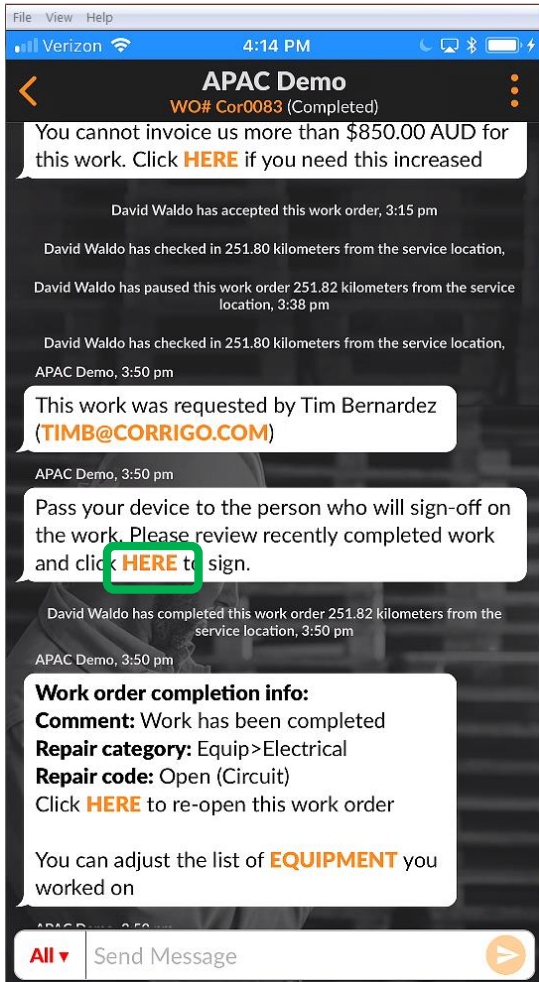 File View Help
Verizon 4:14 PM
APAC Demo
WO# Cor0083 (Completed)
You cannot invoice us more than $850.00 AUD for
this work. Click HERE if you need this increased
David Waldo has accepted this work order, 3:15 pm
David Waldo has checked in 251.80 kilometers from the service location,
David Waldo has paused this work order 251.82 kilometers from the service
location, 3:38 pm
David Waldo has checked in 251.80 kilometers from the service location,
APAC Demo, 3:50 pm
This work was requested by Tim Bernardez
(TIMB@CORRIGO.COM)
APAC Demo, 3:50 pm
Pass your device to the person who will sign-off on
the work. Please review recently completed work
and click HERE to sign.
David Waldo has completed this work order 251.82 kilometers from the
service location, 3:50 pm
APAC Demo, 3:50 pm
Work order completion info:
Comment: Work has been completed
Repair category: Equip>Electrical
Repair code: Open (Circuit)
Click HERE to re-open this work order
You can adjust the list of EQUIPMENT you
worked on
All Send Message